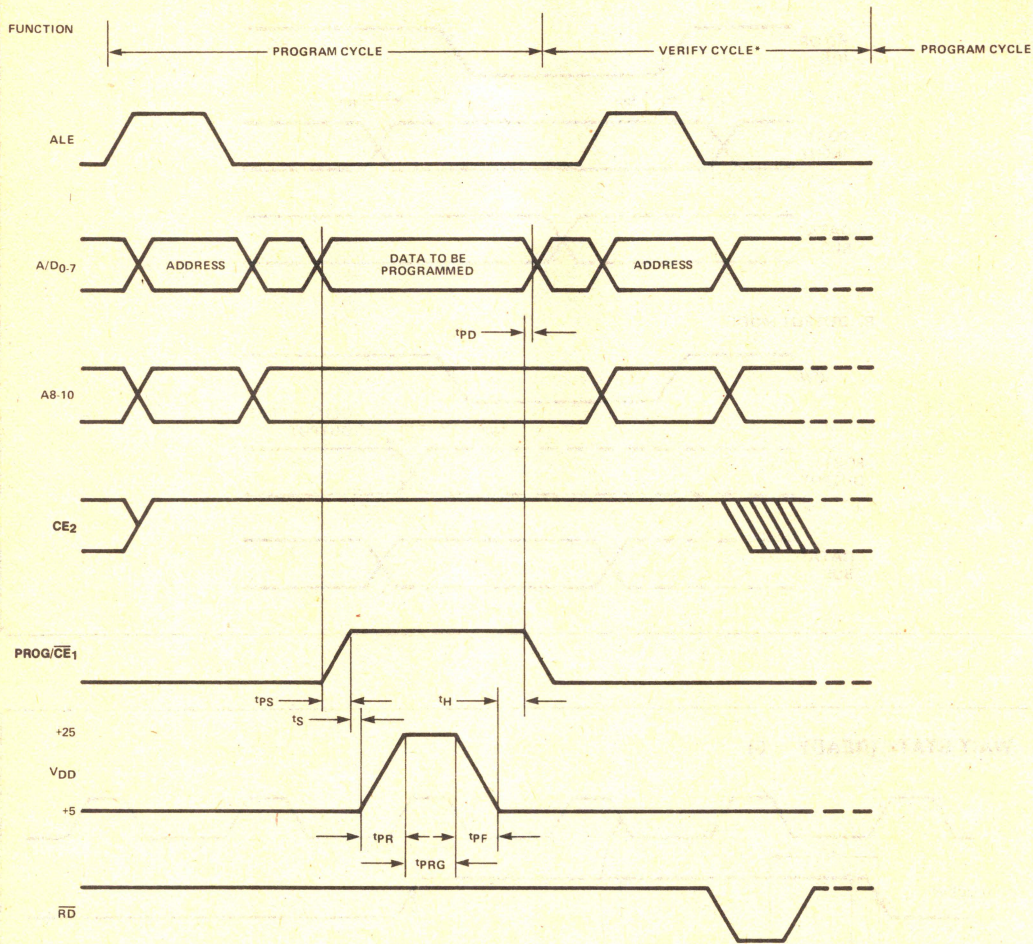 FUNCTION
PROGRAM CYCLE
VERIFY CYCLE*
PROGRAM CYCLE
ALE
A/D0-7
ADDRESS
DATA TO BE
PROGRAMMED
ADDRESS
tPD
A8-10
CE2
PROG/CE1
tPS
tH
tS
+25
VDD
+5
tPR
tPF
tPRG
RD